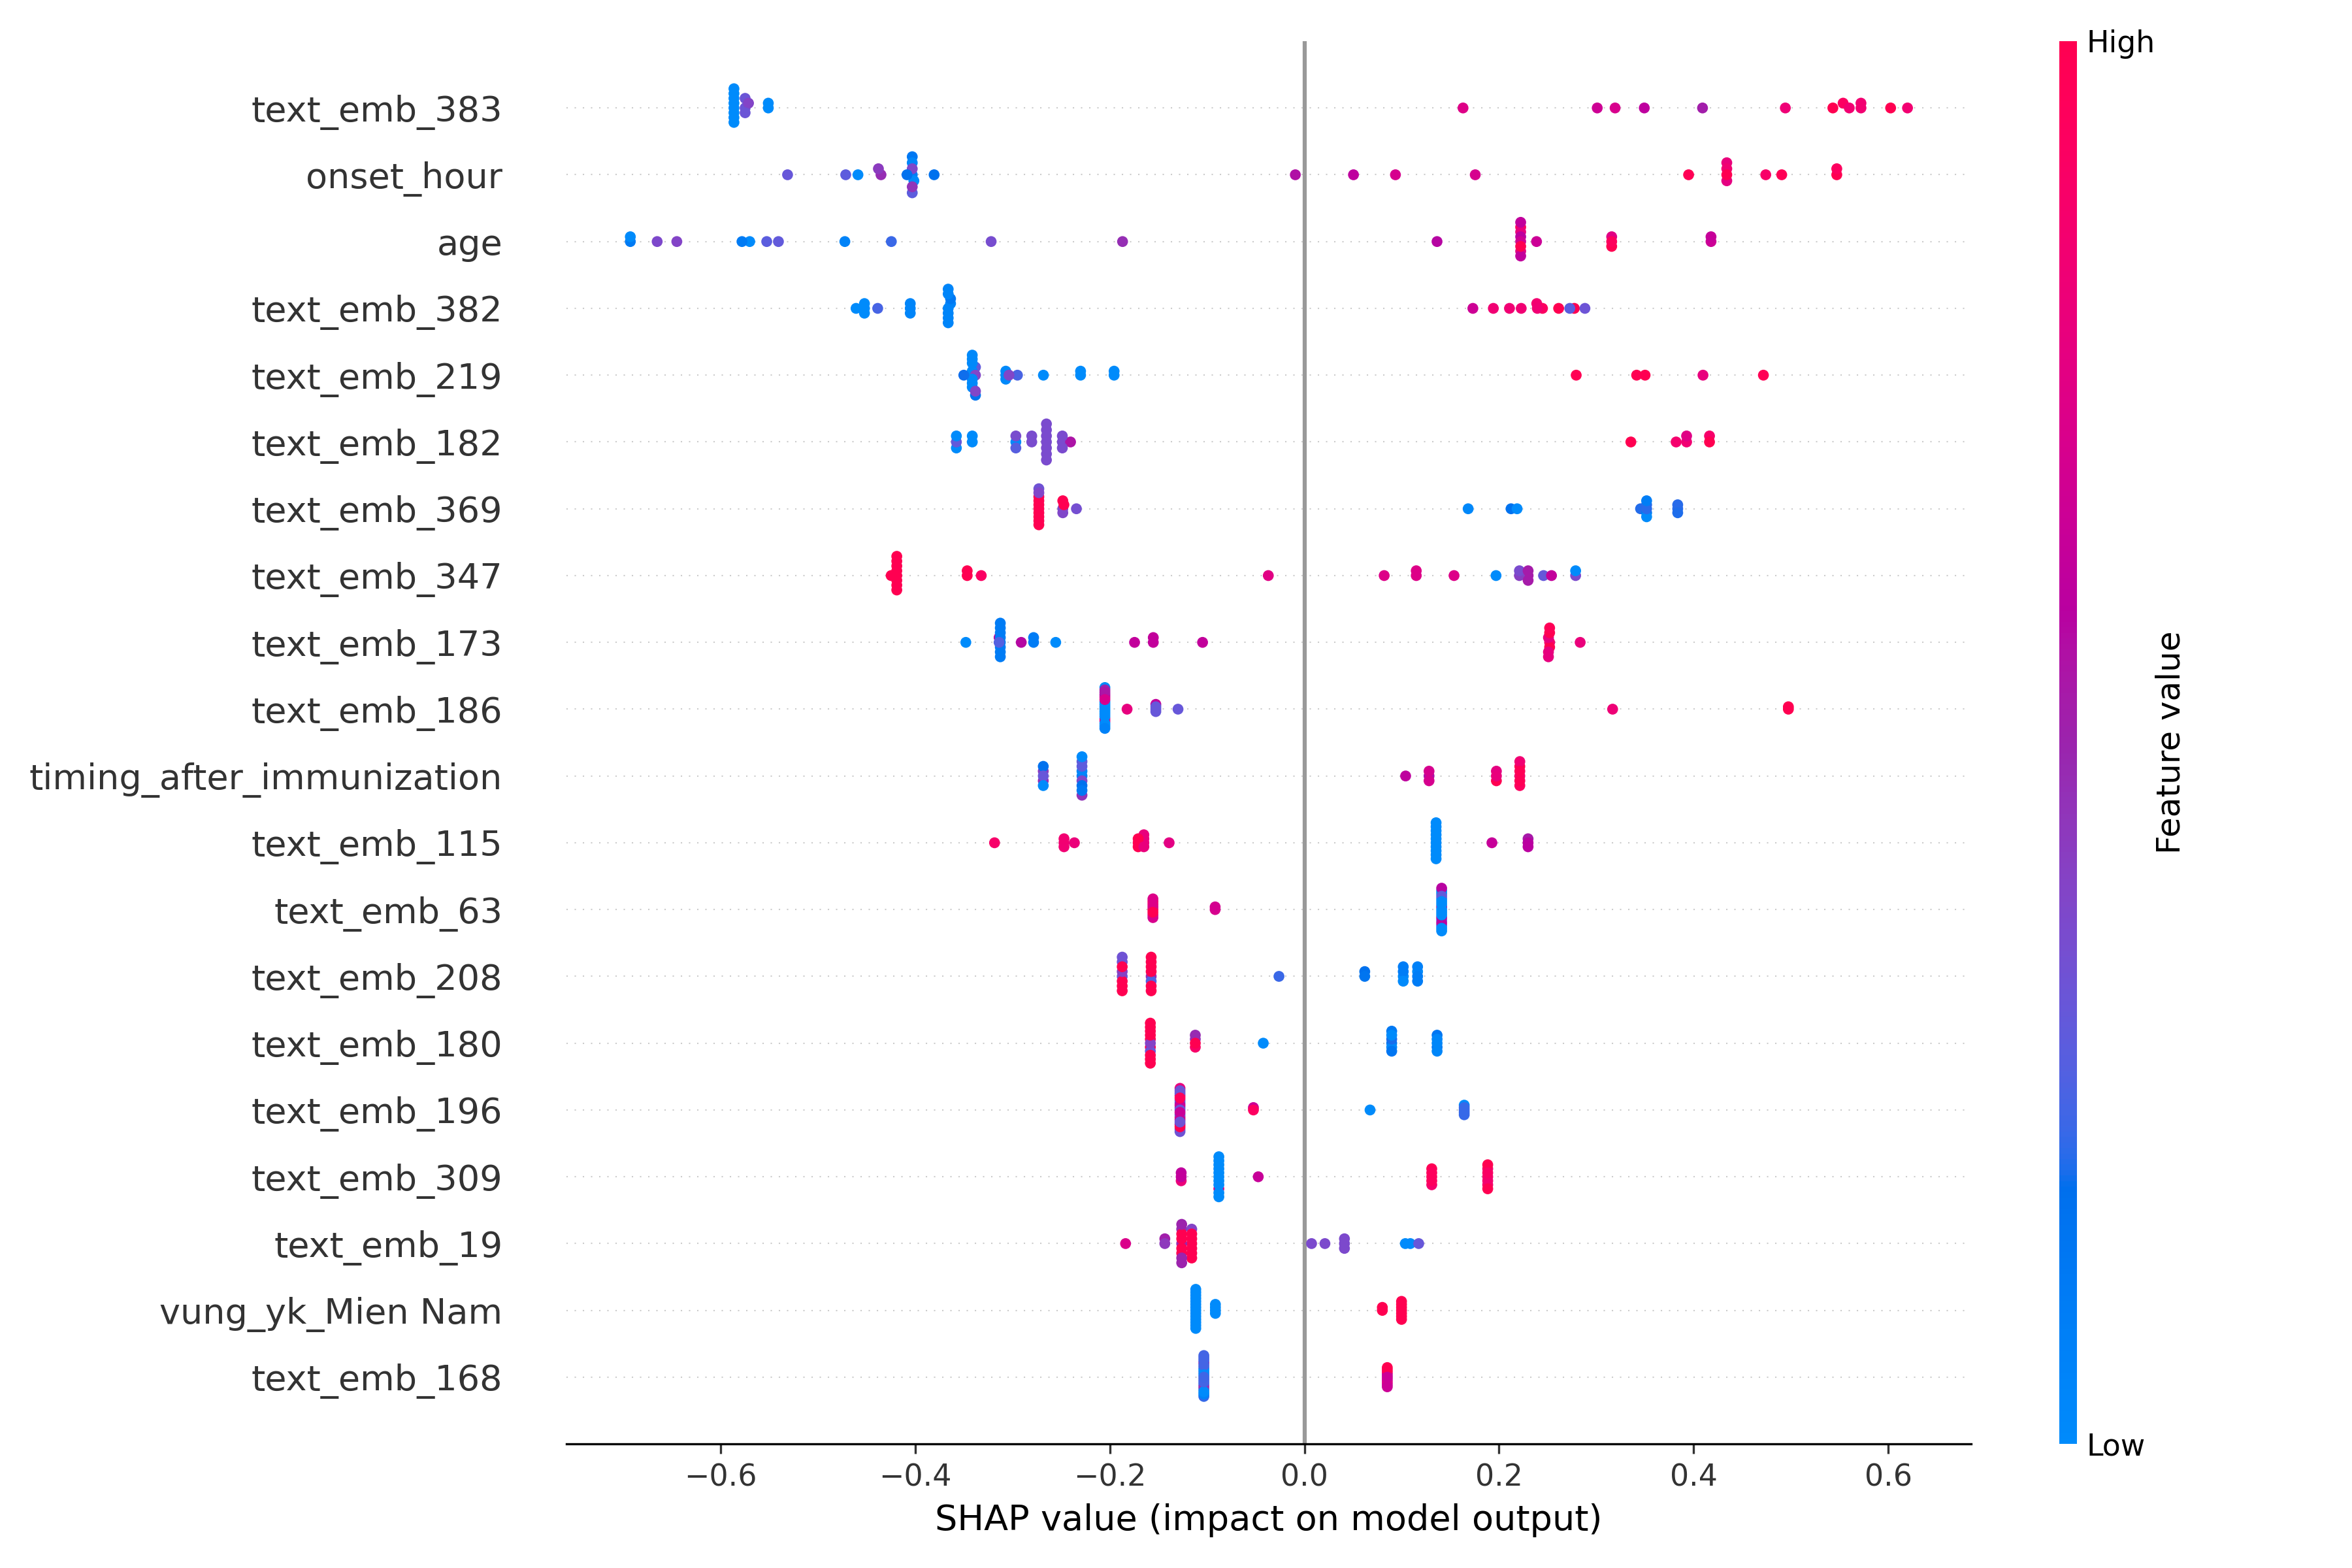 High
text_emb_383
onset_hour
age
text_emb_382
text_emb_219
text_emb_182
text_emb_369
text_emb_347
text_emb_173
text_emb_186
timing_after_immunization
text_emb_115
text_emb_63
text_emb_208
text_emb_180
text_emb_196
text_emb_309
text_emb_19
vung_yk_Mien Nam
text_emb_168
Feature value
Low
−0.6 −0.4 −0.2 0.0 0.2 0.4 0.6
SHAP value (impact on model output)